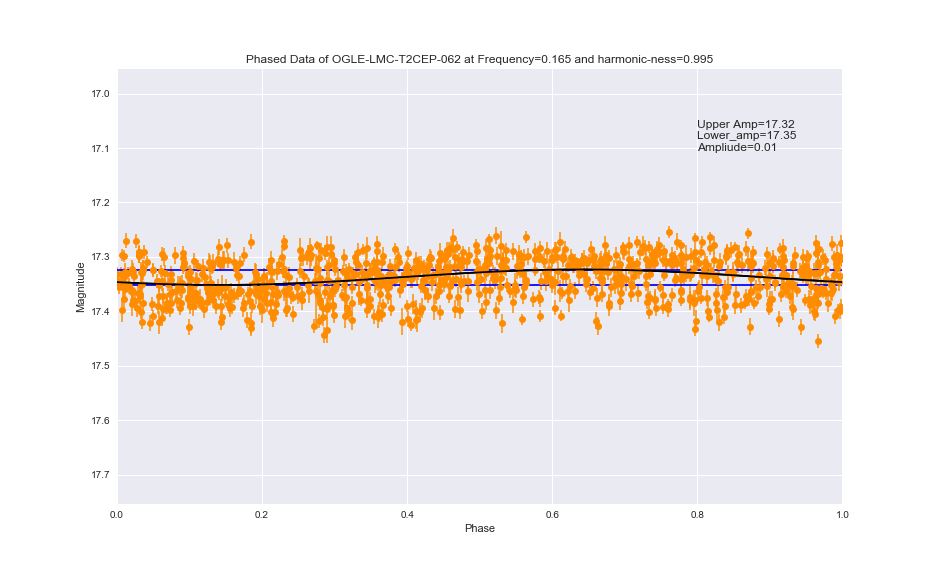 Phased Data of OGLE-LMC-T2CEP-062 at Frequency=0.165 and harmonic-ness=0.995
17.0
17.1
17.2
17.3
17.4
17.5
17.6
17.7
Magnitude
Upper Amp=17.32
Lower_amp=17.35
Ampliude=0.01
0.0
0.2
0.4
0.6
0.8
1.0
Phase